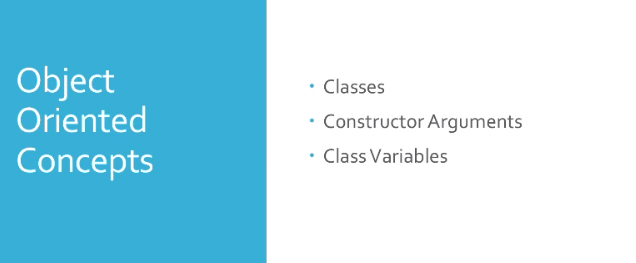 Object
Oriented
Concepts
• Classes
• Constructor Arguments
• Class Variables